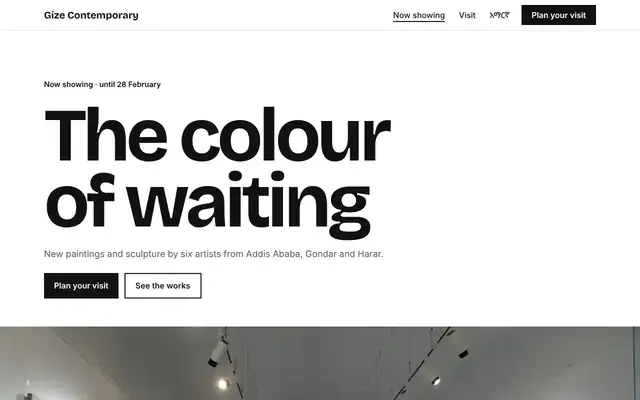 Gize Contemporary
Now showing
Visit
አማርኛ
Plan your visit
Now showing · until 28 February
The colour
of waiting
New paintings and sculpture by six artists from Addis Ababa, Gondar and Harar.
Plan your visit
See the works